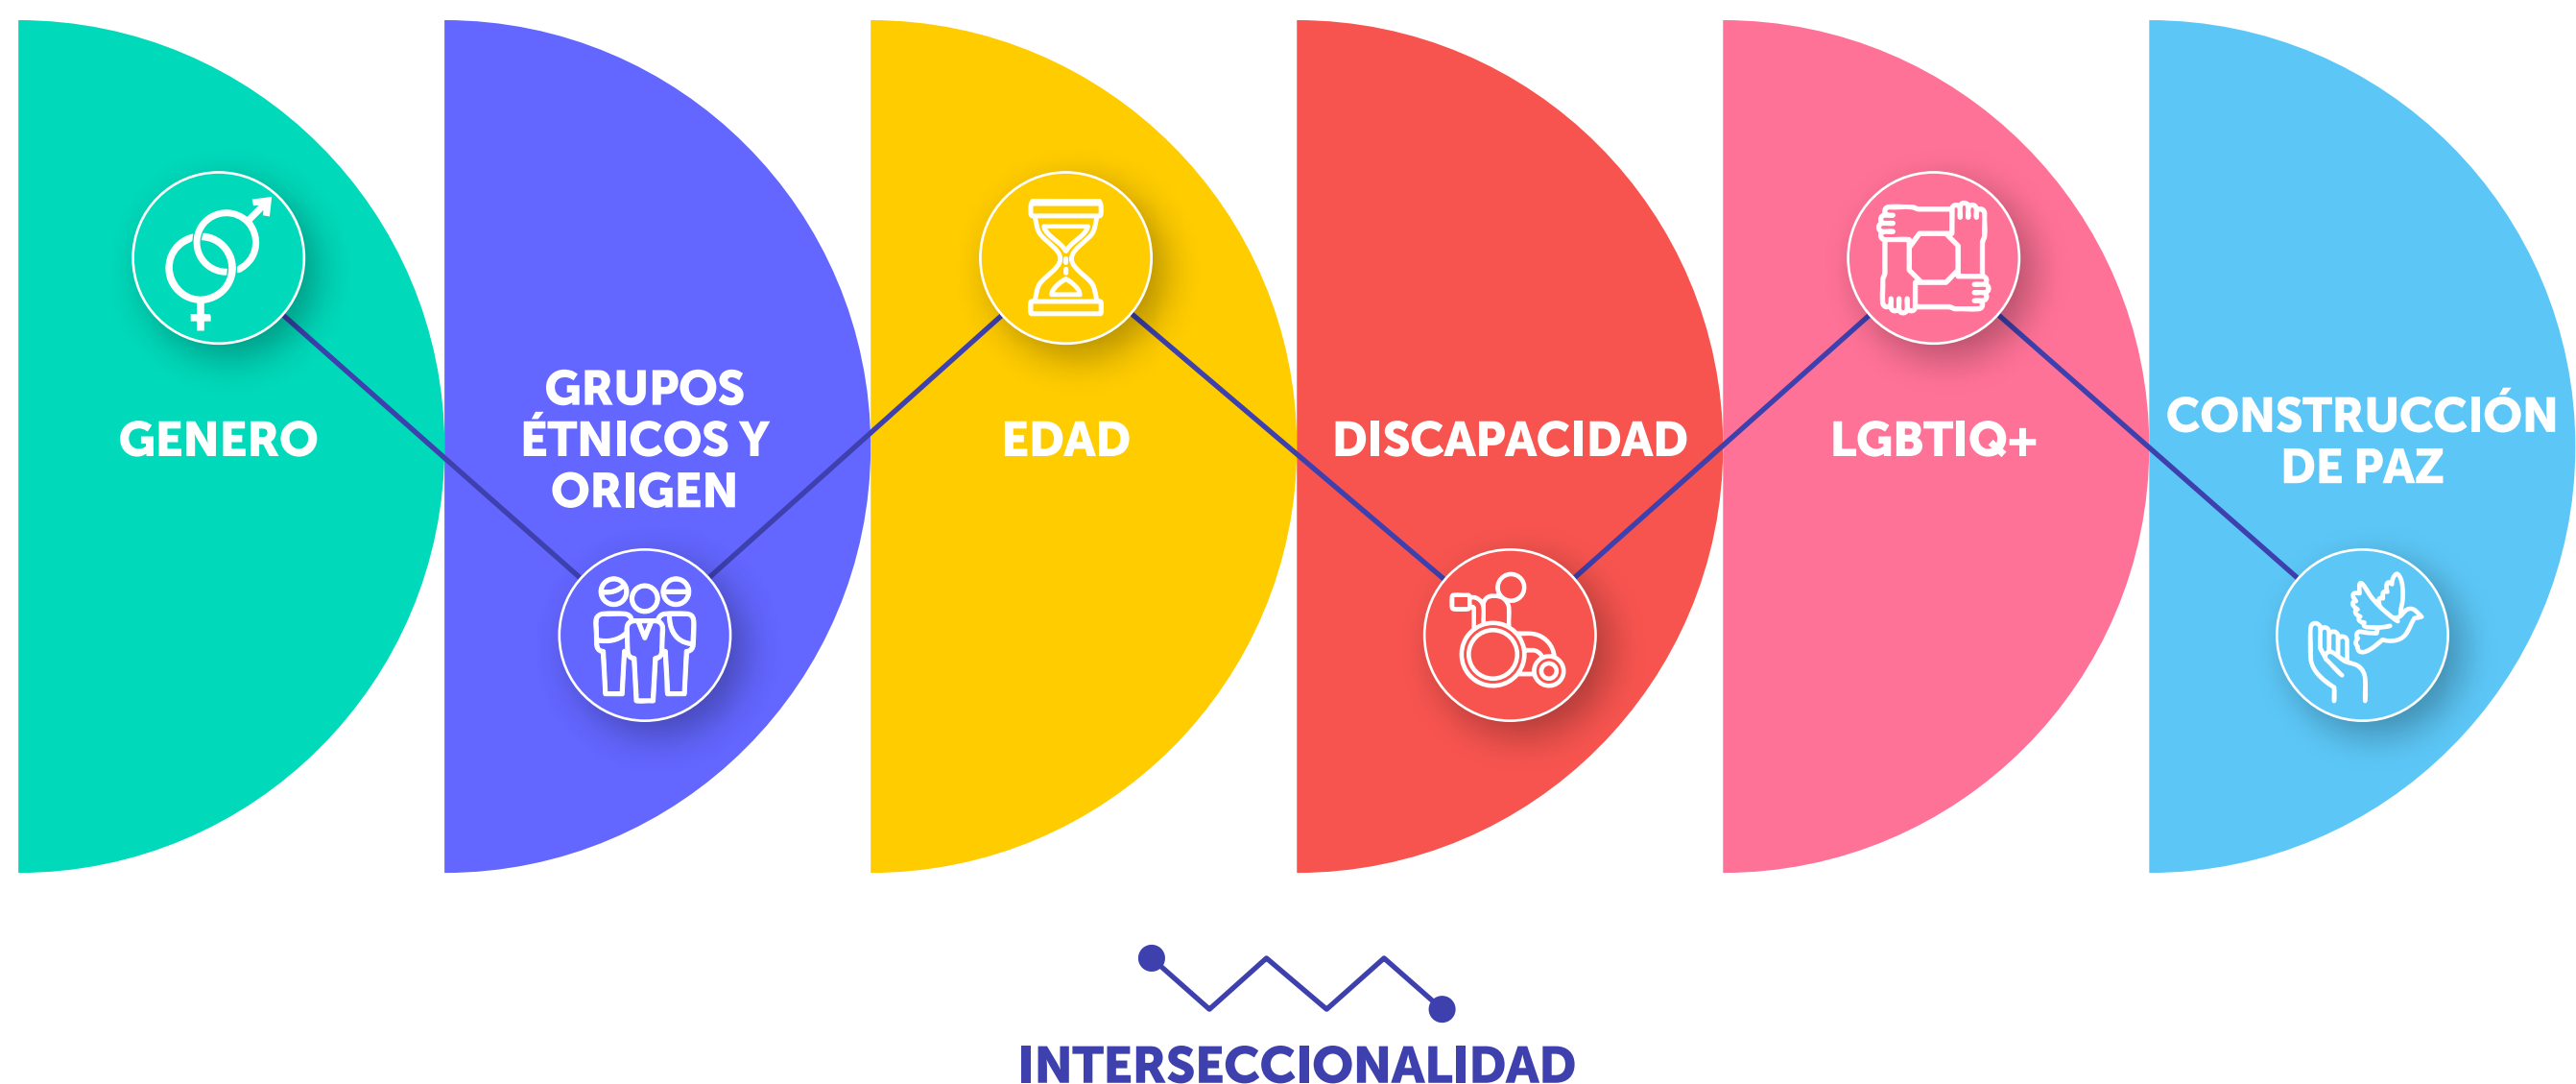 GENERO
GRUPOS
ÉTNICOS Y
ORIGEN
EDAD
DISCAPACIDAD
LGBTIQ+
CONSTRUCCIÓN
DE PAZ
INTERSECCIONALIDAD